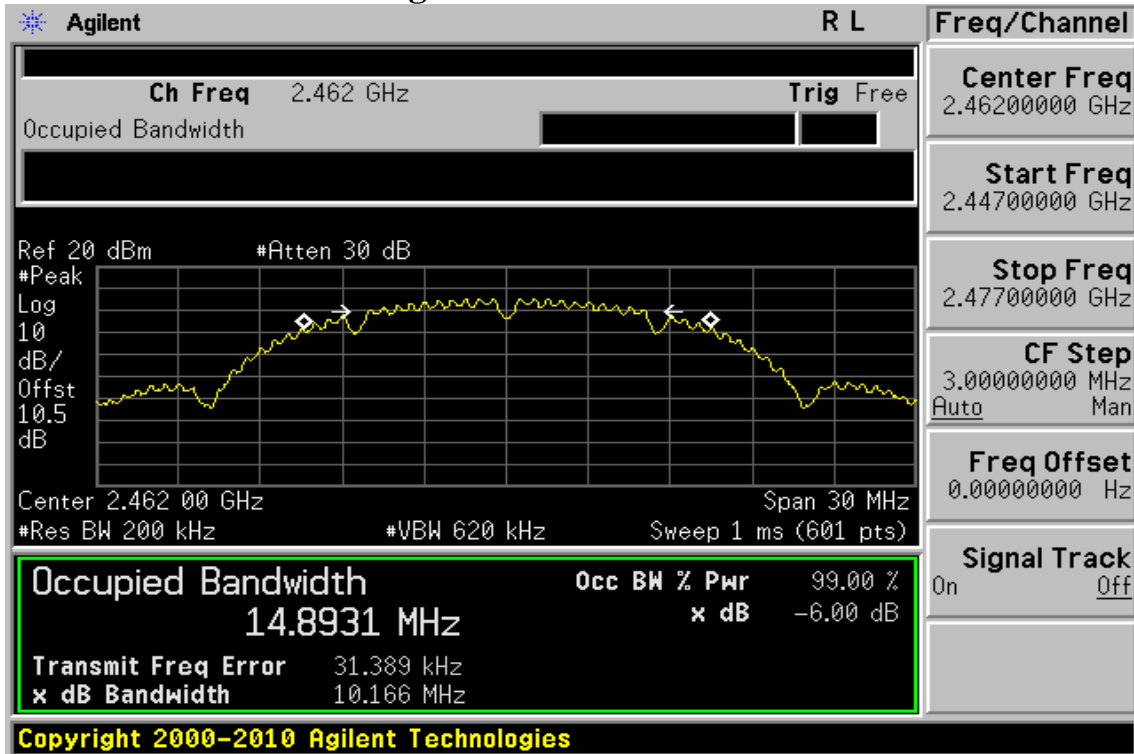 Agilent R L Freq/Channel
Ch Freq 2.462 GHz Trig Free
Occupied Bandwidth
Center Freq
2.46200000 GHz
Start Freq
2.44700000 GHz
Stop Freq
2.47700000 GHz
CF Step
3.00000000 MHz
Auto Man
Freq Offset
0.00000000 Hz
Signal Track
On Off
Ref 20 dBm #Atten 30 dB
#Peak
Log
10
dB/
Offst
10.5
dB
Center 2.462 00 GHz Span 30 MHz
#Res BW 200 kHz #VBW 620 kHz Sweep 1 ms (601 pts)
Occupied Bandwidth Occ BW % Pwr 99.00 %
14.8931 MHz x dB -6.00 dB
Transmit Freq Error 31.389 kHz
x dB Bandwidth 10.166 MHz
Copyright 2000-2010 Agilent Technologies